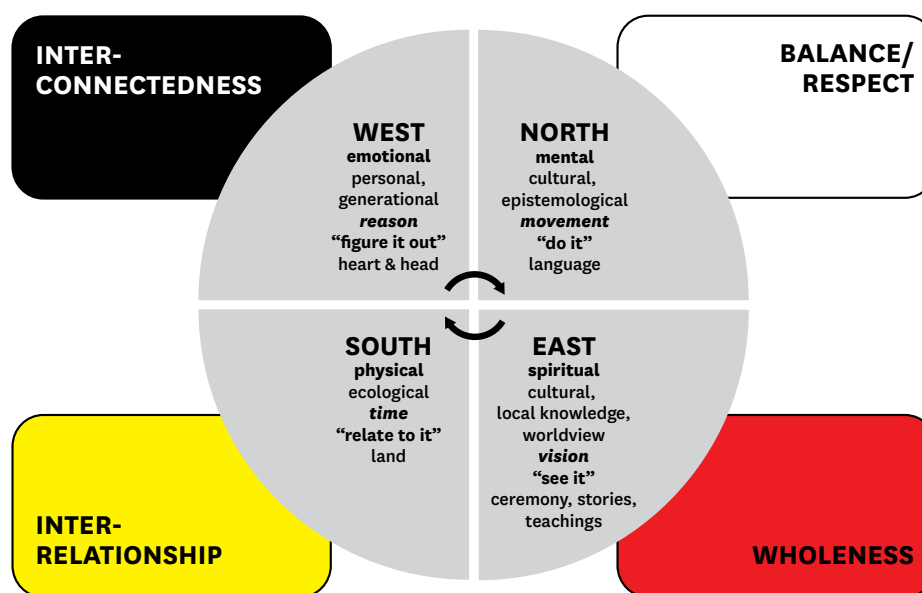 INTER-
CONNECTEDNESS
BALANCE/
RESPECT
WEST
emotional
personal,
generational
reason
“figure it out”
heart & head
NORTH
mental
cultural,
epistemological
movement
“do it”
language
SOUTH
physical
ecological
time
“relate to it”
land
EAST
spiritual
cultural,
local knowledge,
worldview
vision
“see it”
ceremony, stories,
teachings
INTER-
RELATIONSHIP
WHOLENESS